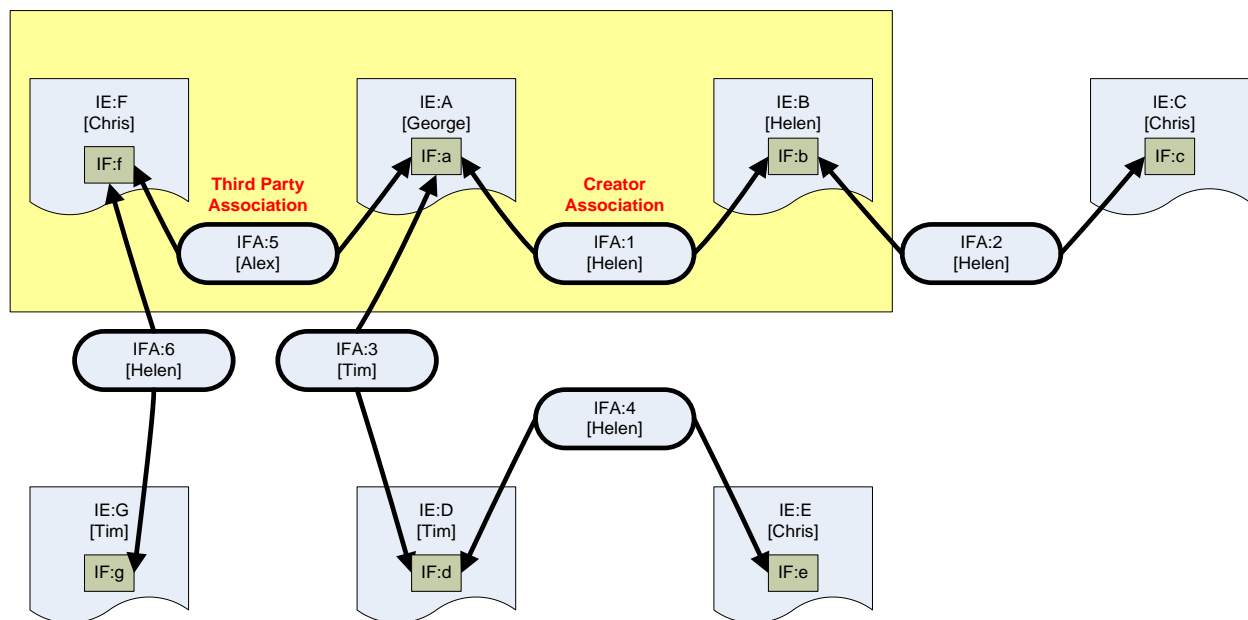 IE:F
[Chris]
IF:f
IE:A
[George]
IF:a
IE:B
[Helen]
IF:b
IE:C
[Chris]
IF:c
Third Party
Association
Creator
Association
IFA:5
[Alex]
IFA:1
[Helen]
IFA:2
[Helen]
IFA:6
[Helen]
IFA:3
[Tim]
IFA:4
[Helen]
IE:G
[Tim]
IF:g
IE:D
[Tim]
IF:d
IE:E
[Chris]
IF:e